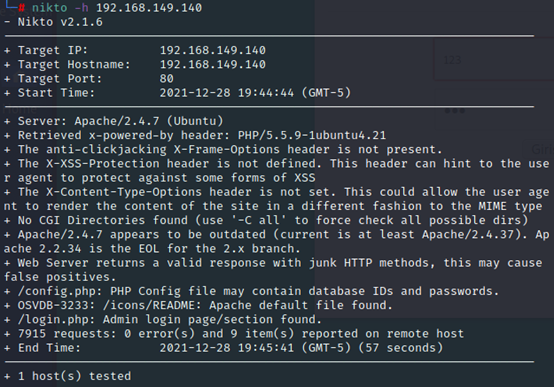 # nikto -h 192.168.149.140
- Nikto v2.1.6
+ Target IP: 192.168.149.140
+ Target Hostname: 192.168.149.140
+ Target Port: 80
+ Start Time: 2021-12-28 19:44:44 (GMT-5)
+ Server: Apache/2.4.7 (Ubuntu)
+ Retrieved x-powered-by header: PHP/5.5.9-1ubuntu4.21
+ The anti-clickjacking X-Frame-Options header is not present.
+ The X-XSS-Protection header is not defined. This header can hint to the use
r agent to protect against some forms of XSS
+ The X-Content-Type-Options header is not set. This could allow the user age
nt to render the content of the site in a different fashion to the MIME type
+ No CGI Directories found (use '-C all' to force check all possible dirs)
+ Apache/2.4.7 appears to be outdated (current is at least Apache/2.4.37). Ap
ache 2.2.34 is the EOL for the 2.x branch.
+ Web Server returns a valid response with junk HTTP methods, this may cause
false positives.
+ /config.php: PHP Config file may contain database IDs and passwords.
+ OSVDB-3233: /icons/README: Apache default file found.
+ /login.php: Admin login page/section found.
+ 7915 requests: 0 error(s) and 9 item(s) reported on remote host
+ End Time: 2021-12-28 19:45:41 (GMT-5) (57 seconds)
+ 1 host(s) tested